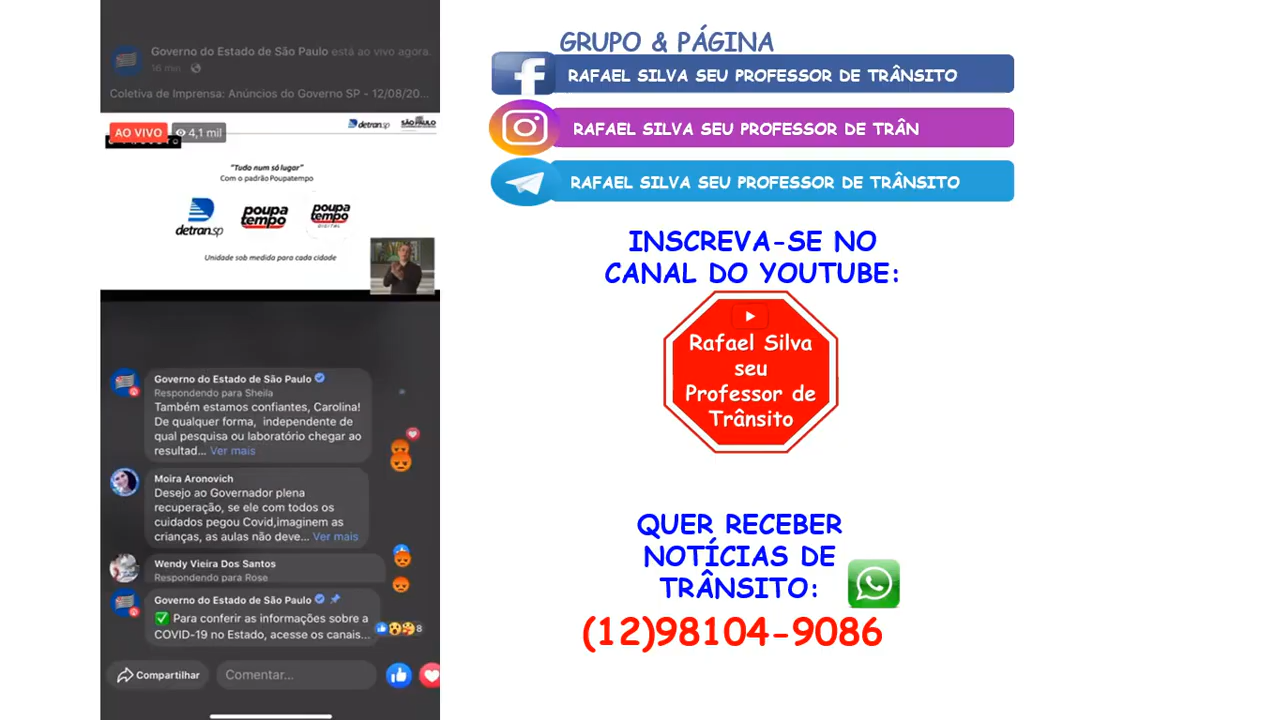 Governo do Estado de São Paulo está ao vivo agora.
16 min
Coletiva de Imprensa: Anúncios do Governo SP - 12/08/20...
AO VIVO
4,1 mil
detran.sp
SÃO PAULO
"Tudo num só lugar"
Com o padrão Poupatempo
detran.sp
poupa
tempo
poupa
tempo
DIGITAL
Unidade sob medida para cada cidade
Governo do Estado de São Paulo
Respondendo para Sheila
Também estamos confiantes, Carolina!
De qualquer forma, independente de
qual pesquisa ou laboratório chegar ao
resultad... Ver mais
Moira Aronovich
Desejo ao Governador plena
recuperação, se ele com todos os
cuidados pegou Covid,imaginem as
crianças, as aulas não deve... Ver mais
Wendy Vieira Dos Santos
Respondendo para Rose
Governo do Estado de São Paulo
✅ Para conferir as informações sobre a
COVID-19 no Estado, acesse os canais...
8
Compartilhar
Comentar...
GRUPO & PÁGINA
RAFAEL SILVA SEU PROFESSOR DE TRÂNSITO
RAFAEL SILVA SEU PROFESSOR DE TRÂN
RAFAEL SILVA SEU PROFESSOR DE TRÂNSITO
INSCREVA-SE NO
CANAL DO YOUTUBE:
Rafael Silva
seu
Professor de
Trânsito
QUER RECEBER
NOTÍCIAS DE
TRÂNSITO:
(12)98104-9086